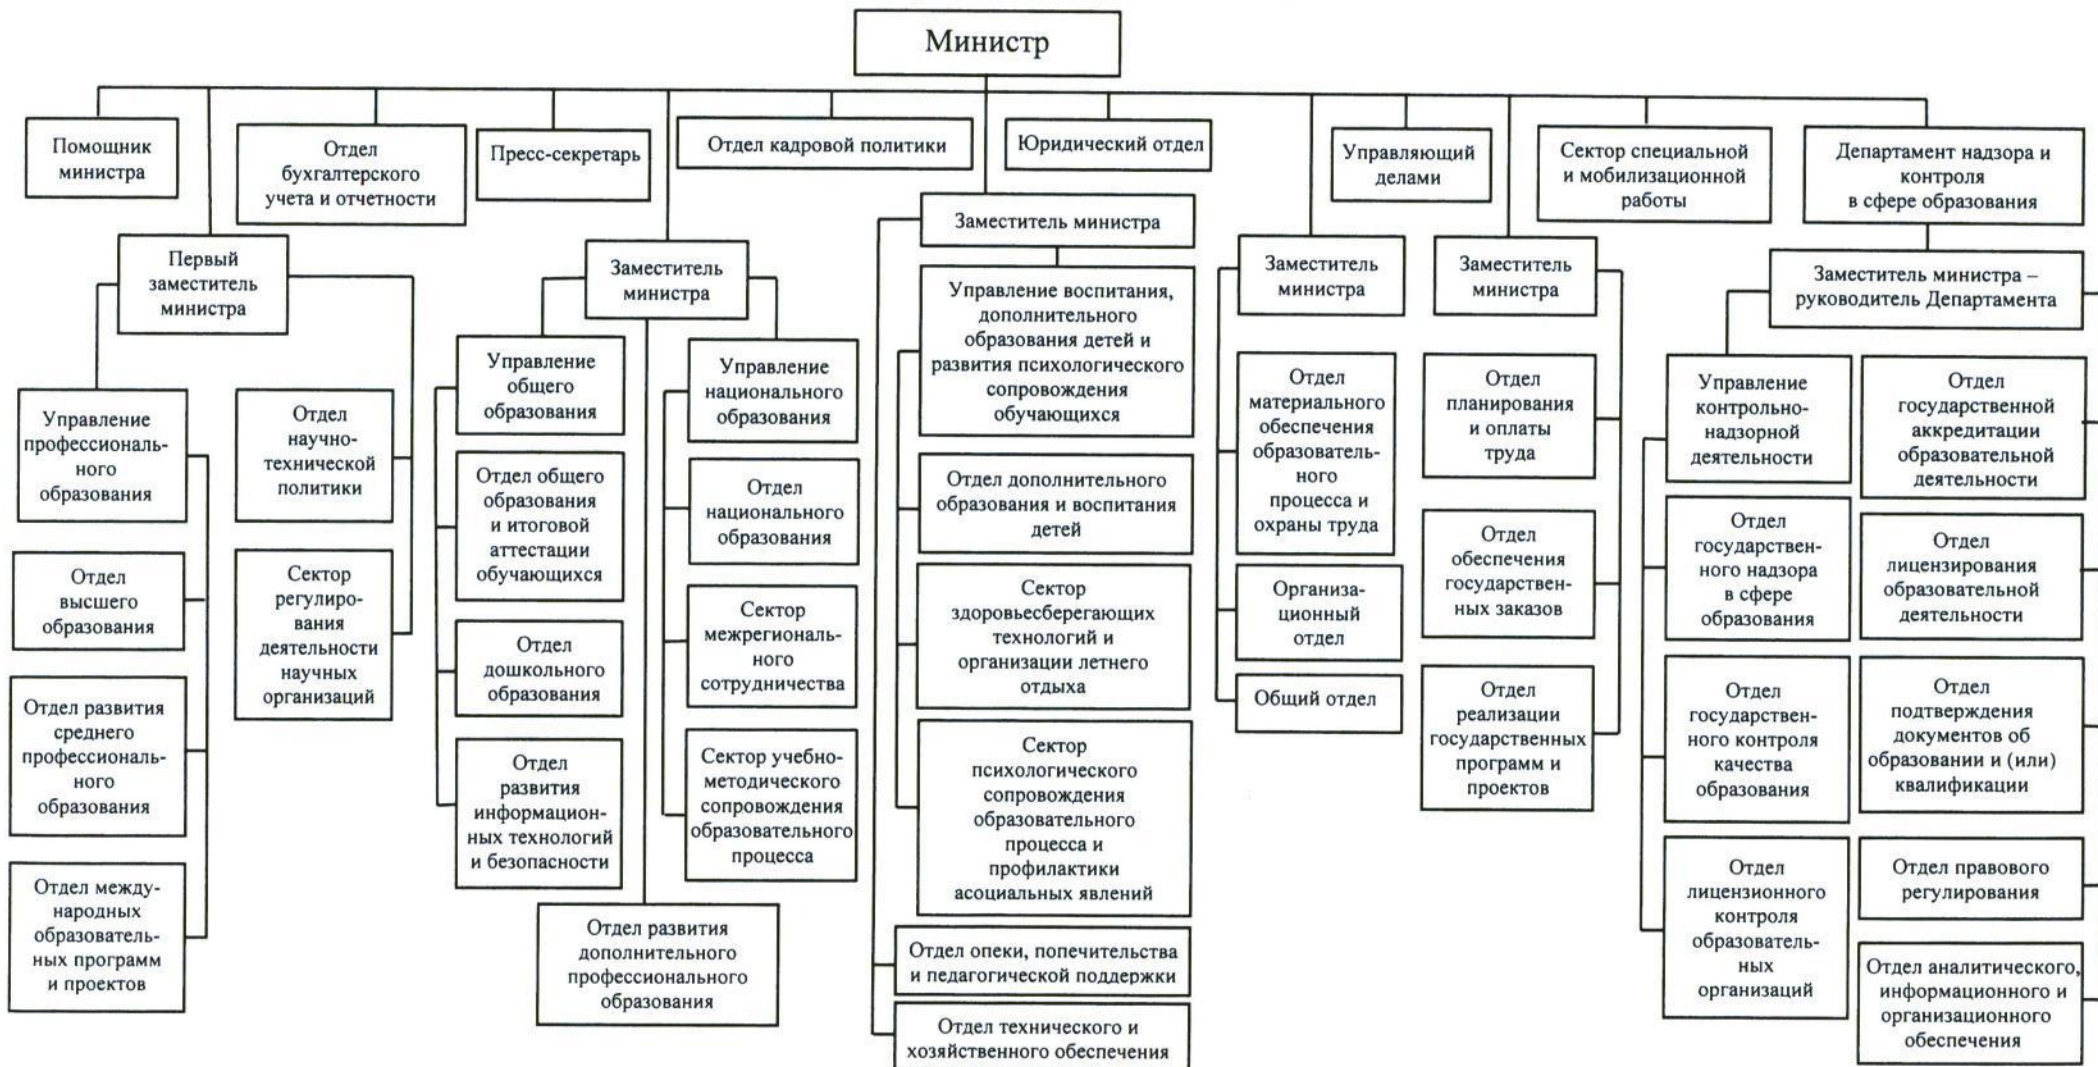 Министр
Помощник
министра
Отдел
бухгалтерского
учета и отчетности
Пресс-секретарь
Отдел кадровой политики
Юридический отдел
Управляющий
делами
Сектор специальной
и мобилизационной
работы
Департамент надзора и
контроля
в сфере образования
Первый
заместитель
министра
Заместитель
министра
Заместитель министра
Заместитель
министра
Заместитель
министра
Заместитель министра –
руководитель Департамента
Управление
профессиональ-
ного
образования
Отдел
высшего
образования
Отдел развития
среднего
профессиональ-
ного
образования
Отдел между-
народных
образователь-
ных программ
и проектов
Отдел
научно-
технической
политики
Сектор
регулиро-
вания
деятельности
научных
организаций
Управление
общего
образования
Отдел общего
образования
и итоговой
аттестации
обучающихся
Отдел
дошкольного
образования
Отдел
развития
информацион-
ных технологий
и безопасности
Управление
национального
образования
Отдел
национального
образования
Сектор
межрегиональ-
ного
сотрудничества
Сектор учебно-
методического
сопровождения
образовательного
процесса
Отдел развития
дополнительного
профессионального
образования
Управление воспитания,
дополнительного
образования детей и
развития психологического
сопровождения
обучающихся
Отдел дополнительного
образования и воспитания
детей
Сектор
здоровьесберегающих
технологий и
организации летнего
отдыха
Сектор
психологического
сопровождения
образовательного
процесса и
профилактики
асоциальных явлений
Отдел опеки, попечительства
и педагогической поддержки
Отдел технического и
хозяйственного обеспечения
Отдел
материального
обеспечения
образователь-
ного
процесса и
охраны труда
Организа-
ционный
отдел
Общий отдел
Отдел
планирования
и оплаты
труда
Отдел
обеспечения
государствен-
ных заказов
Отдел
реализации
государственных
программ и
проектов
Управление
контрольно-
надзорной
деятельности
Отдел
государствен-
ного надзора
в сфере
образования
Отдел
государствен-
ного контроля
качества
образования
Отдел
лицензионного
контроля
образователь-
ных
организаций
Отдел
государственной
аккредитации
образовательной
деятельности
Отдел
лицензирования
образовательной
деятельности
Отдел
подтверждения
документов об
образовании и (или)
квалификации
Отдел правового
регулирования
Отдел аналитического,
информационного и
организационного
обеспечения